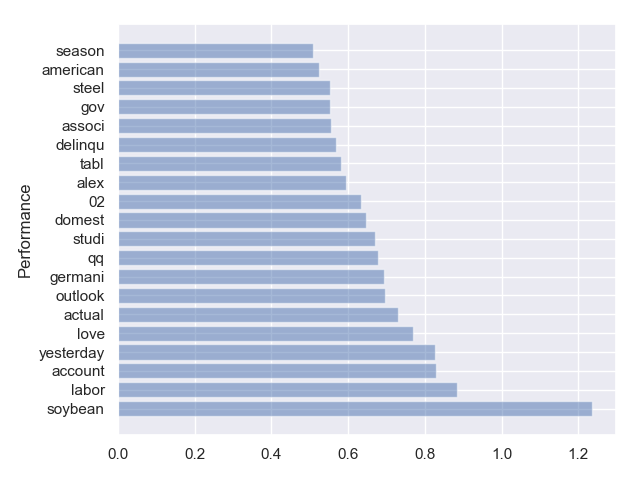 season
american
steel
gov
associ
delinqu
tabl
alex
02
domest
studi
qq
germani
outlook
actual
love
yesterday
account
labor
soybean
Performance
0.0 0.2 0.4 0.6 0.8 1.0 1.2